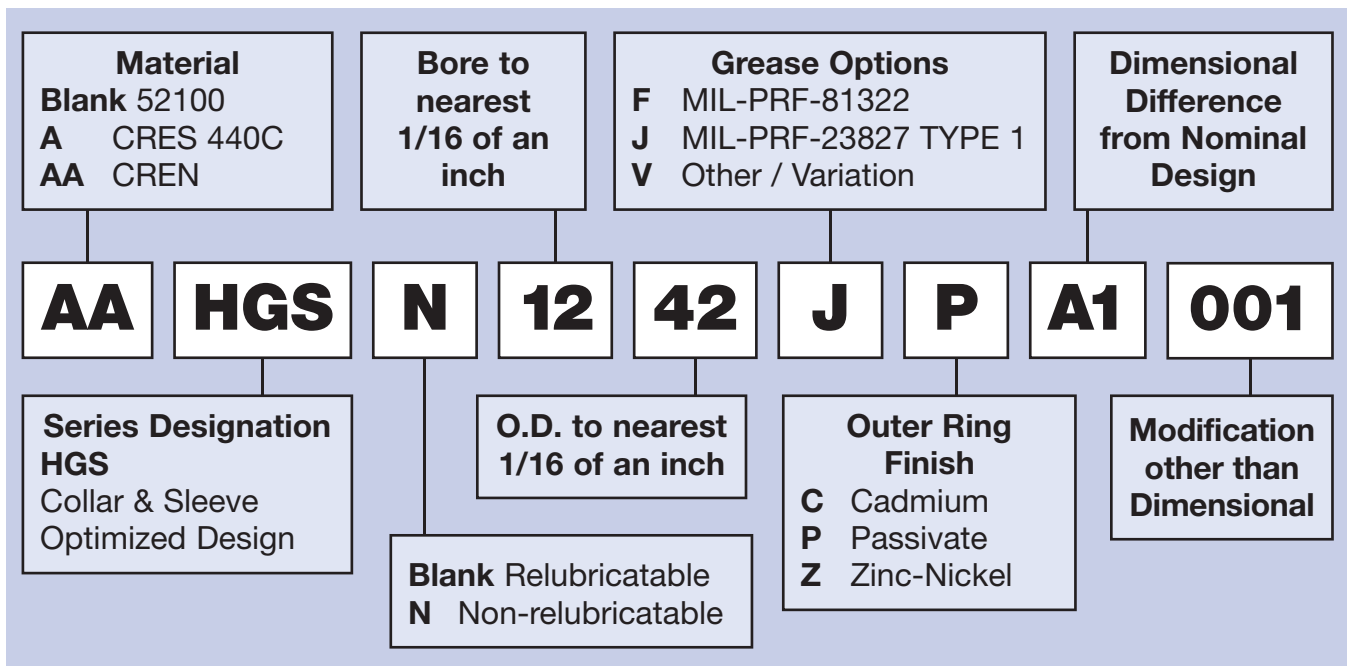 Material
Blank 52100
A CRES 440C
AA CREN
Bore to
nearest
1/16 of an
inch
Grease Options
F MIL-PRF-81322
J MIL-PRF-23827 TYPE 1
V Other / Variation
Dimensional
Difference
from Nominal
Design
AA HGS N 12 42 J P A1 001
Series Designation
HGS
Collar & Sleeve
Optimized Design
Blank Relubricatable
N Non-relubricatable
O.D. to nearest
1/16 of an inch
Outer Ring
Finish
C Cadmium
P Passivate
Z Zinc-Nickel
Modification
other than
Dimensional